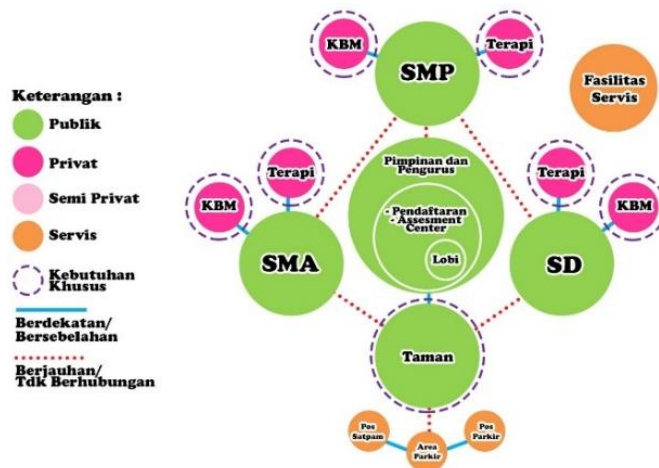 KBM
Terapi
SMP
Fasilitas
Servis
Keterangan :
Publik
Privat
Semi Privat
Servis
Kebutuhan
Khusus
Berdekatan/
Bersebelahan
Berjauhan/
Tdk Berhubungan
Pimpinan dan
Pengurus
- Pendaftaran
- Assesment
Center
Lobi
KBM
Terapi
SMA
Terapi
KBM
SD
Taman
Pos
Satpam
Area
Parkir
Pos
Parkir